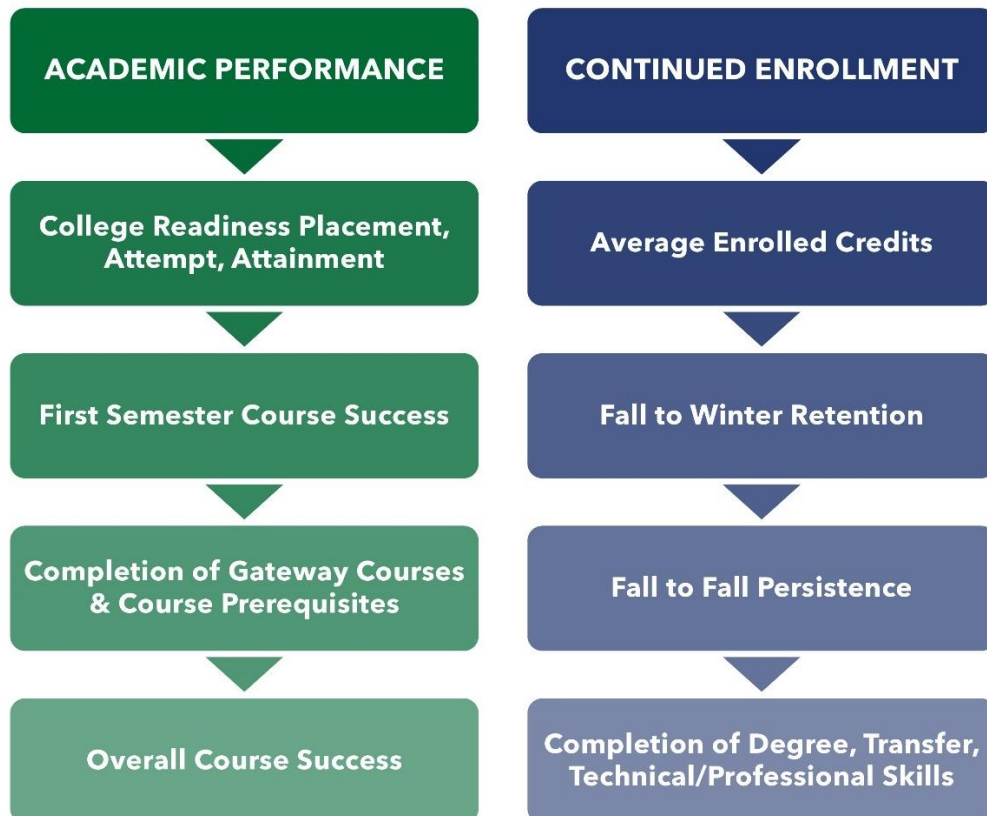 ACADEMIC PERFORMANCE
College Readiness Placement,
Attempt, Attainment
First Semester Course Success
Completion of Gateway Courses
& Course Prerequisites
Overall Course Success
CONTINUED ENROLLMENT
Average Enrolled Credits
Fall to Winter Retention
Fall to Fall Persistence
Completion of Degree, Transfer,
Technical/Professional Skills